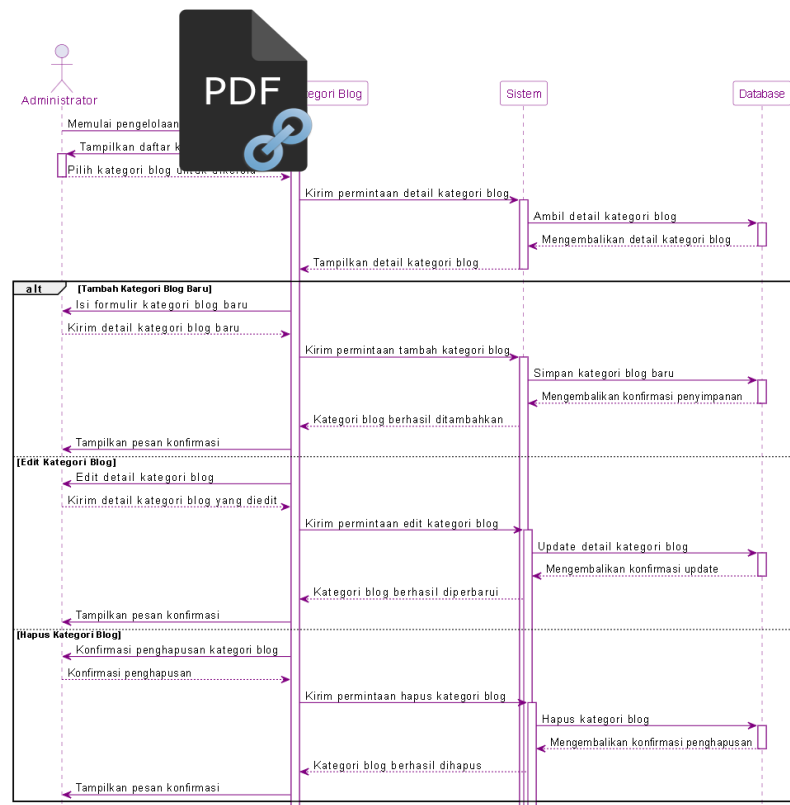 PDF
Administrator
Blog
Sistem
Database
Memulai pengelolaan
Tampilkan daftar
Pilih kategori blog
Kirim permintaan detail kategori blog
Ambil detail kategori blog
Mengembalikan detail kategori blog
Tampilkan detail kategori blog
alt [Tambah Kategori Blog Baru]
Isi formulir kategori blog baru
Kirim detail kategori blog baru
Kirim permintaan tambah kategori blog
Simpan kategori blog baru
Mengembalikan konfirmasi penyimpanan
Kategori blog berhasil ditambahkan
Tampilkan pesan konfirmasi
[Edit Kategori Blog]
Edit detail kategori blog
Kirim detail kategori blog yang diedit
Kirim permintaan edit kategori blog
Update detail kategori blog
Mengembalikan konfirmasi update
Kategori blog berhasil diperbarui
Tampilkan pesan konfirmasi
[Hapus Kategori Blog]
Konfirmasi penghapusan kategori blog
Konfirmasi penghapusan
Kirim permintaan hapus kategori blog
Hapus kategori blog
Mengembalikan konfirmasi penghapusan
Kategori blog berhasil dihapus
Tampilkan pesan konfirmasi